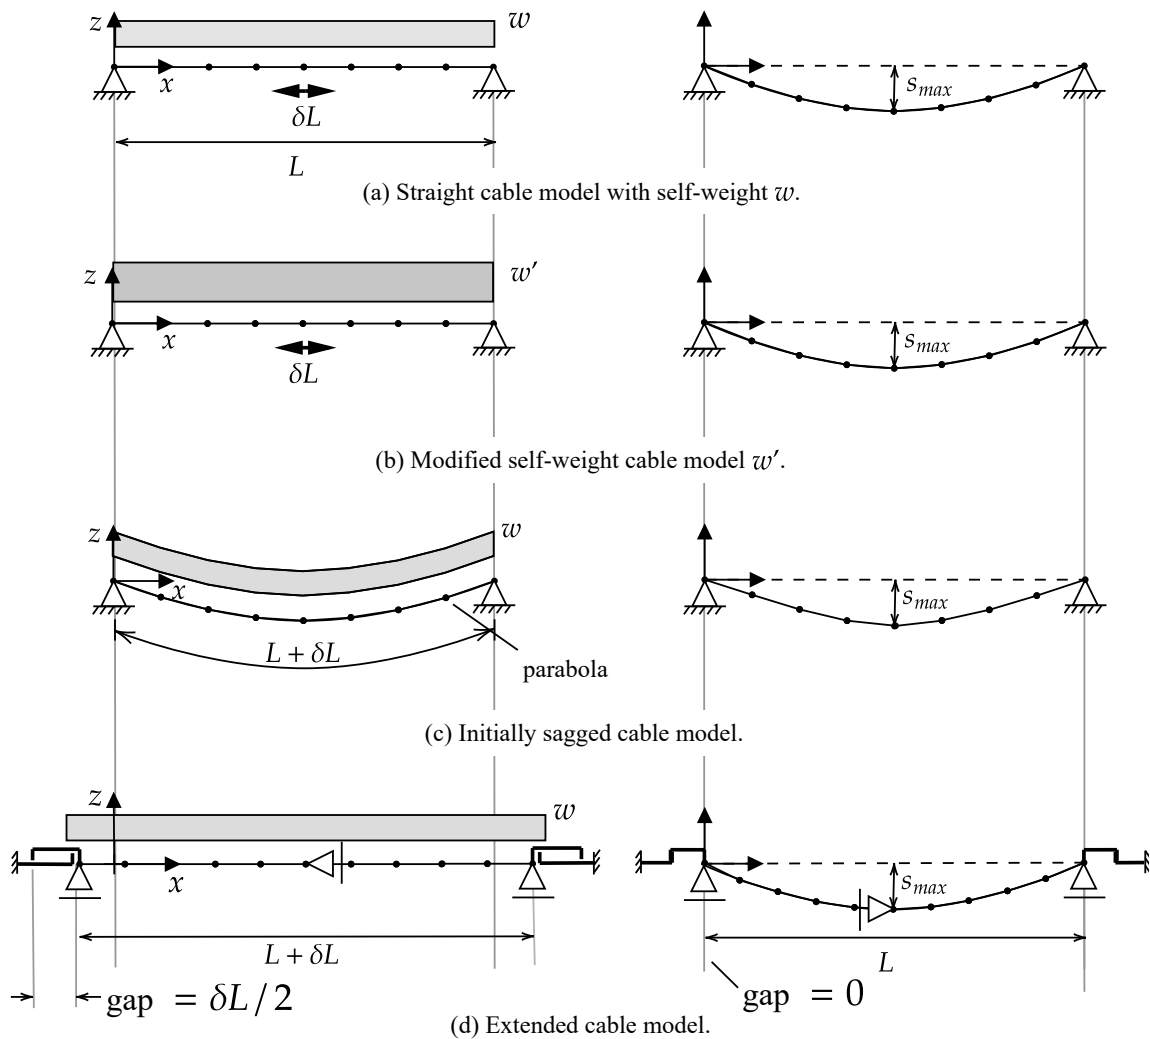 z
w
x
δL
L
s_max
(a) Straight cable model with self-weight w.
z
w′
x
δL
s_max
(b) Modified self-weight cable model w′.
z
w
x
L + δL
parabola
s_max
(c) Initially sagged cable model.
z
w
x
L + δL
gap = δL/2
s_max
L
gap = 0
(d) Extended cable model.